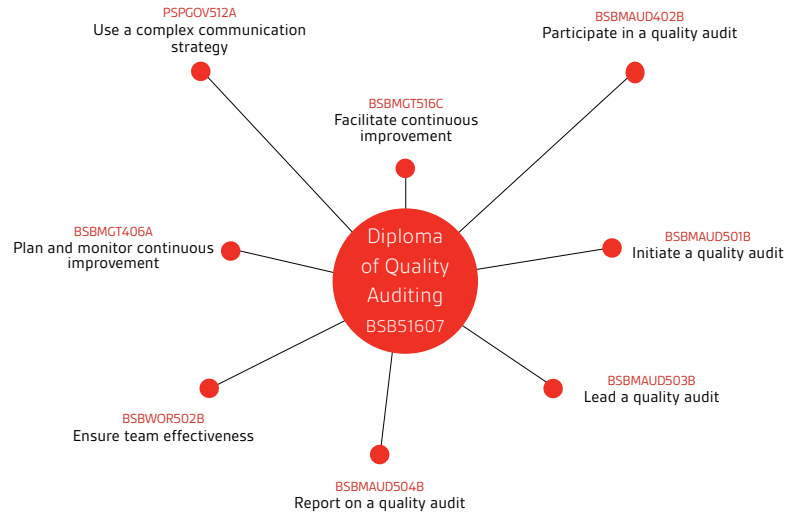 PSPGOV512A
Use a complex communication
strategy
BSBMAUD402B
Participate in a quality audit
BSBMGT516C
Facilitate continuous
improvement
BSBMGT406A
Plan and monitor continuous
improvement
Diploma
of Quality
Auditing
BSB51607
BSBMAUD501B
Initiate a quality audit
BSBMAUD503B
Lead a quality audit
BSBWOR502B
Ensure team effectiveness
BSBMAUD504B
Report on a quality audit